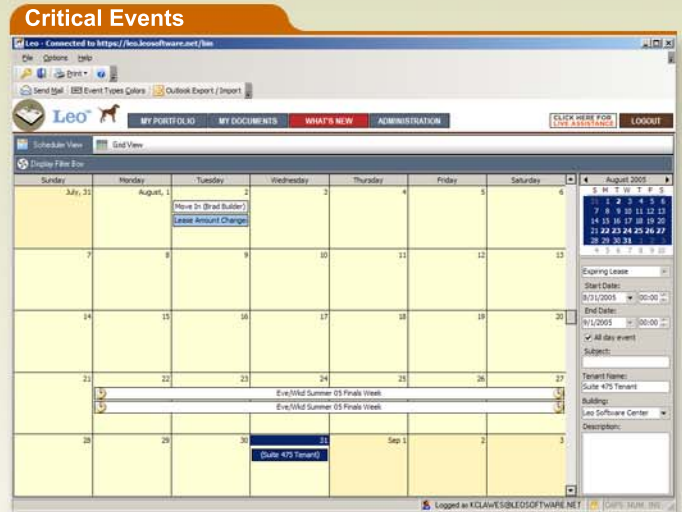 Critical Events
Leo - Connected to https://leo.leosoftware.net/bin
File Options Help
Print
Send Mail Event Types Colors Outlook Export / Import
Leo MY PORTFOLIO MY DOCUMENTS WHAT'S NEW ADMINISTRATION CLICK HERE FOR LIVE ASSISTANCE LOGOUT
Scheduler View Grid View
Display Filter Box
Sunday Monday Tuesday Wednesday Thursday Friday Saturday
July, 31 August, 1 2 3 4 5 6
Move In (Brad Builder)
Lease Amount Changes
7 8 9 10 11 12 13
14 15 16 17 18 19 20
21 22 23 24 25 26 27
Eve/Wkd Summer 05 Finals Week
Eve/Wkd Summer 05 Finals Week
28 29 30 31 Sep 1 2 3
(Suite 475 Tenant)
August 2005
S M T W T F S
31 1 2 3 4 5 6
7 8 9 10 11 12 13
14 15 16 17 18 19 20
21 22 23 24 25 26 27
28 29 30 31 1 2 3
4 5 6 7 8 9 10
Expiring Lease
Start Date:
8/31/2005 00:00
End Date:
9/1/2005 00:00
All day event
Subject:
Tenant Name:
Suite 475 Tenant
Building:
Leo Software Center
Description:
Logged as KCLAWES@LEOSOFTWARE.NET CAPS NUM INS